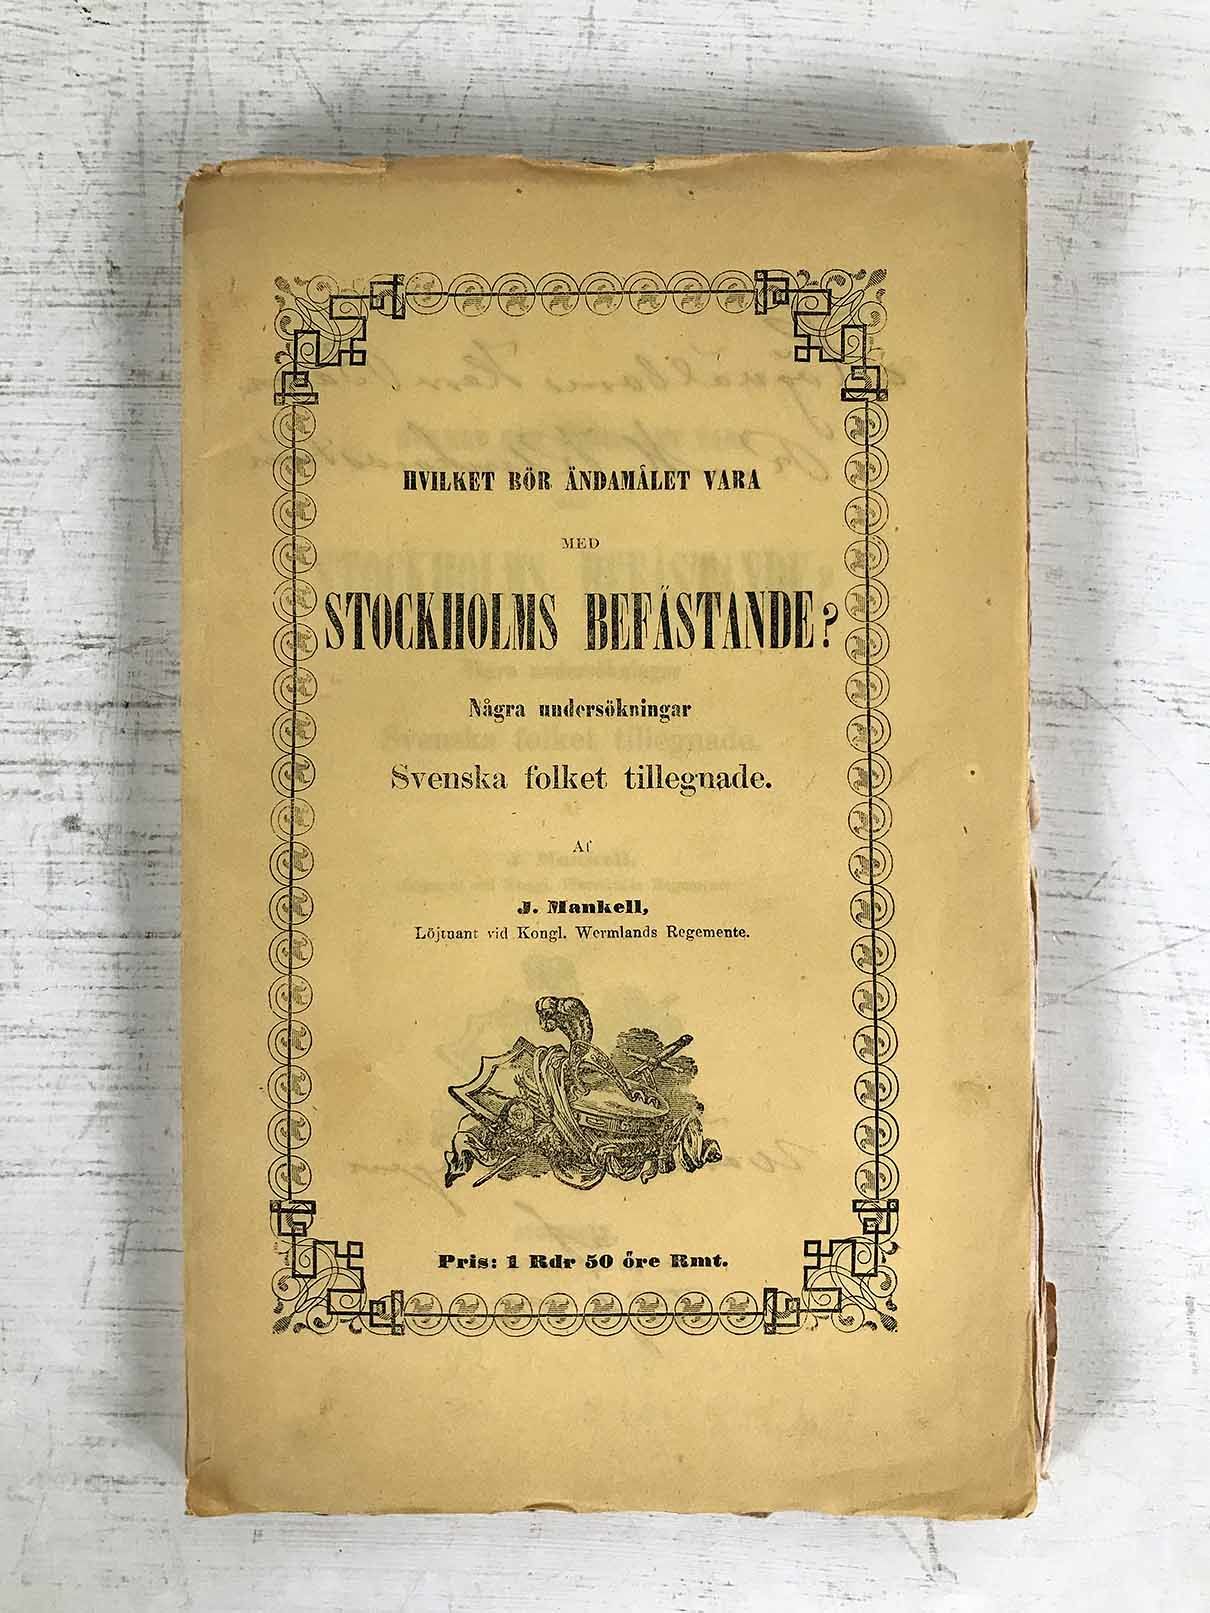 HVILKET BÖR ÄNDAMÅLET VARA
MED
STOCKHOLMS BEFÄSTANDE?
Några undersökningar
Svenska folket tillegnade.
Af
J. Mankell,
Löjtnant vid Kongl. Wermlands Regemente.
Pris: 1 Rdr 50 öre Rmt.